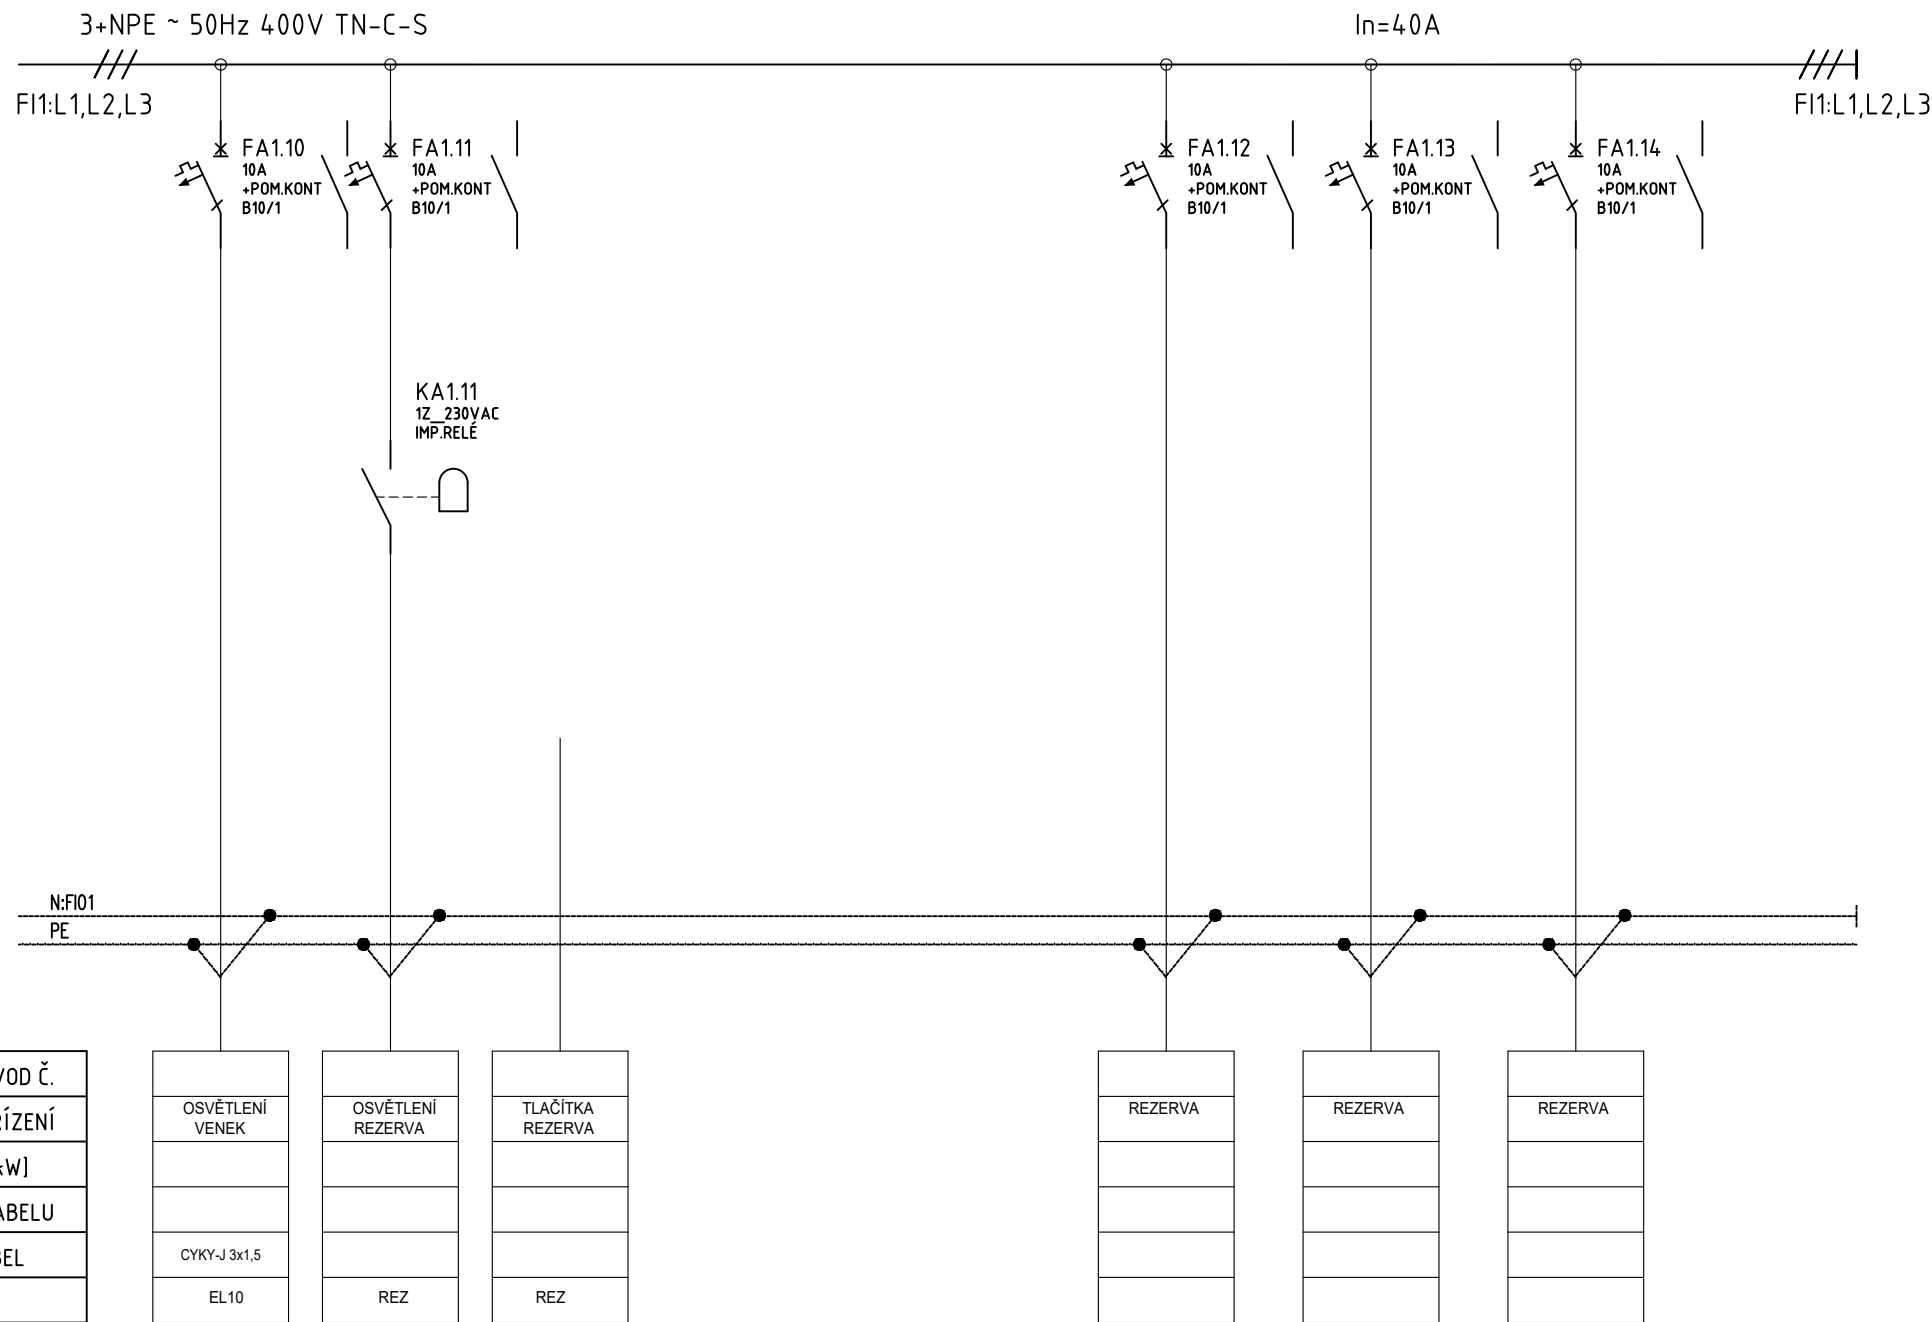 3+NPE ~ 50Hz 400V TN-C-S
In=40A
FI1:L1,L2,L3
FI1:L1,L2,L3
FA1.10
10A
+POM.KONT
B10/1
FA1.11
10A
+POM.KONT
B10/1
FA1.12
10A
+POM.KONT
B10/1
FA1.13
10A
+POM.KONT
B10/1
FA1.14
10A
+POM.KONT
B10/1
KA1.11
1Z_230VAC
IMP.RELÉ
N:FI01
PE
VOD Č.
ŘÍZENÍ
kW]
ABELU
BEL
OSVĚTLENÍ
VENEK
CYKY-J 3x1,5
EL10
OSVĚTLENÍ
REZERVA
REZ
TLAČÍTKA
REZERVA
REZ
REZERVA
REZERVA
REZERVA